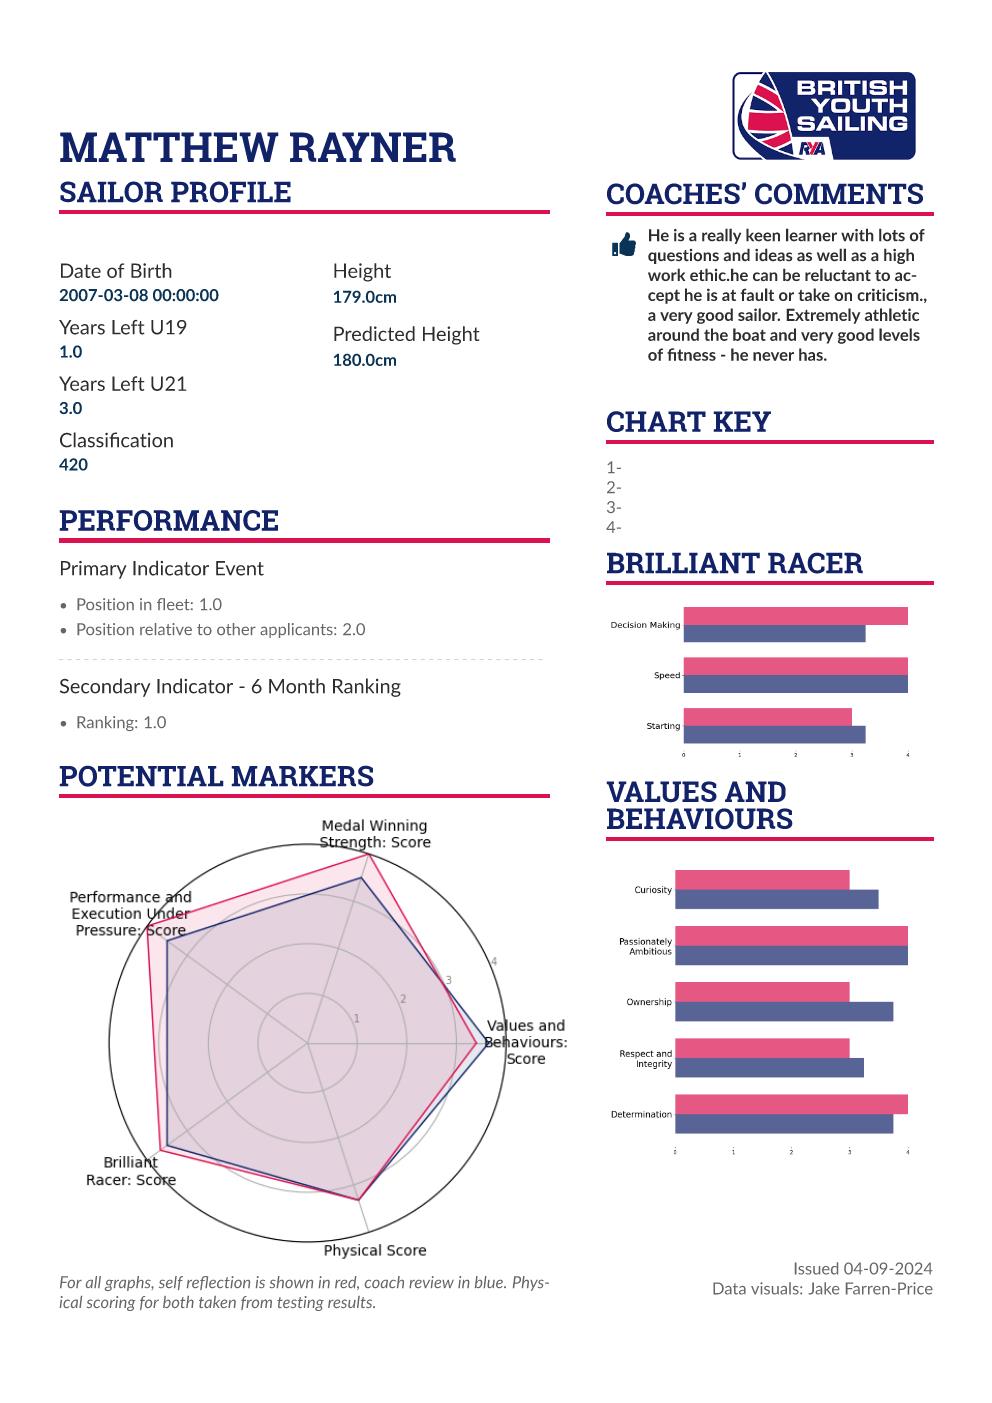 MATTHEW RAYNER
SAILOR PROFILE
Date of Birth
2007-03-08 00:00:00
Years Left U19
1.0
Years Left U21
3.0
Classification
420
Height
179.0cm
Predicted Height
180.0cm
PERFORMANCE
Primary Indicator Event
• Position in fleet: 1.0
• Position relative to other applicants: 2.0
Secondary Indicator - 6 Month Ranking
• Ranking: 1.0
POTENTIAL MARKERS
Medal Winning
Strength: Score
Performance and
Execution Under
Pressure: Score
4
3
2
1
Values and
Behaviours:
Score
Brilliant
Racer: Score
Physical Score
For all graphs, self reflection is shown in red, coach review in blue. Phys-
ical scoring for both taken from testing results.
BRITISH
YOUTH
SAILING
RYA
COACHES’ COMMENTS
He is a really keen learner with lots of
questions and ideas as well as a high
work ethic.he can be reluctant to ac-
cept he is at fault or take on criticism.,
a very good sailor. Extremely athletic
around the boat and very good levels
of fitness - he never has.
CHART KEY
1-
2-
3-
4-
BRILLIANT RACER
Decision Making
Speed
Starting
0 1 2 3 4
VALUES AND
BEHAVIOURS
Curiosity
Passionately
Ambitious
Ownership
Respect and
Integrity
Determination
0 1 2 3 4
Issued 04-09-2024
Data visuals: Jake Farren-Price